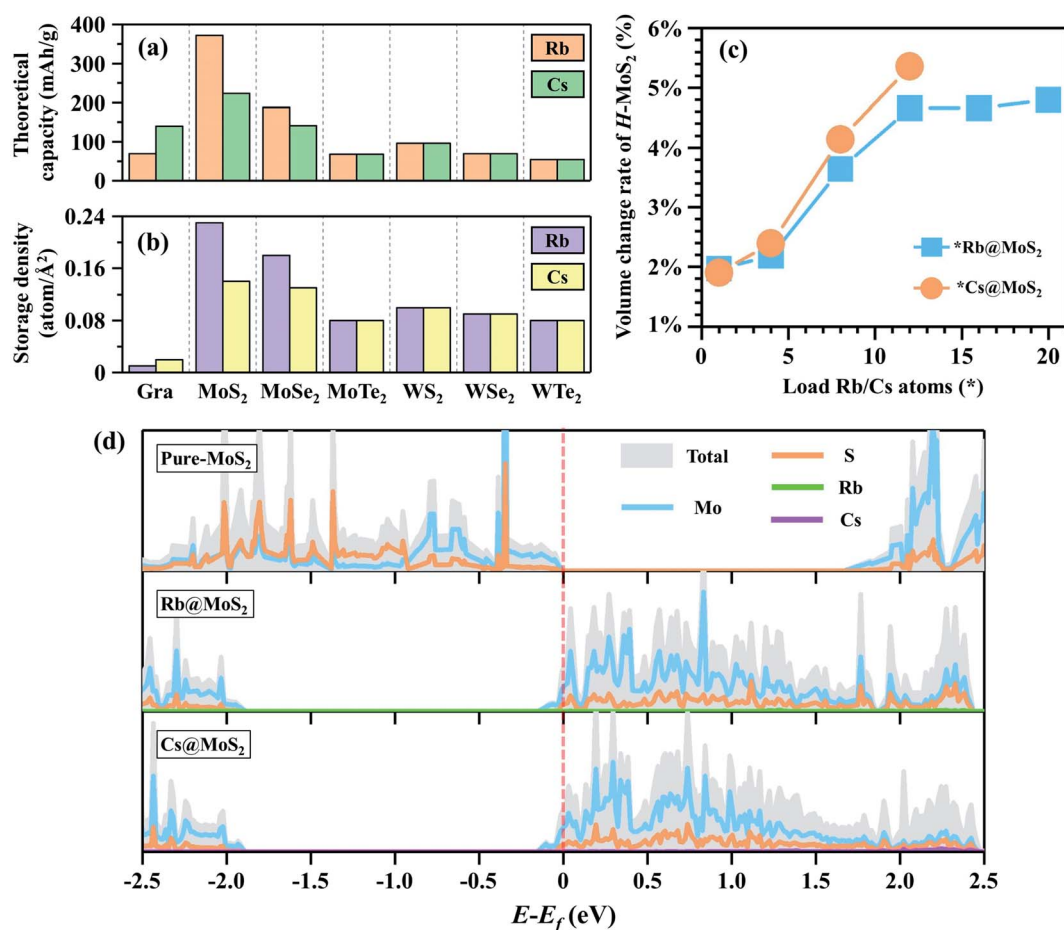 (a)
Rb
Cs
Theoretical
capacity (mAh/g)
400
300
200
100
0
(b)
Rb
Cs
Storage density
(atom/Å²)
0.24
0.16
0.08
0
Gra MoS₂ MoSe₂ MoTe₂ WS₂ WSe₂ WTe₂
(c)
Volume change rate of H-MoS₂ (%)
6%
5%
4%
3%
2%
1%
*Rb@MoS₂
*Cs@MoS₂
0 5 10 15 20
Load Rb/Cs atoms (*)
(d)
Pure-MoS₂
Total
Mo
S
Rb
Cs
Rb@MoS₂
Cs@MoS₂
-2.5 -2.0 -1.5 -1.0 -0.5 0 0.5 1.0 1.5 2.0 2.5
E-E_f (eV)